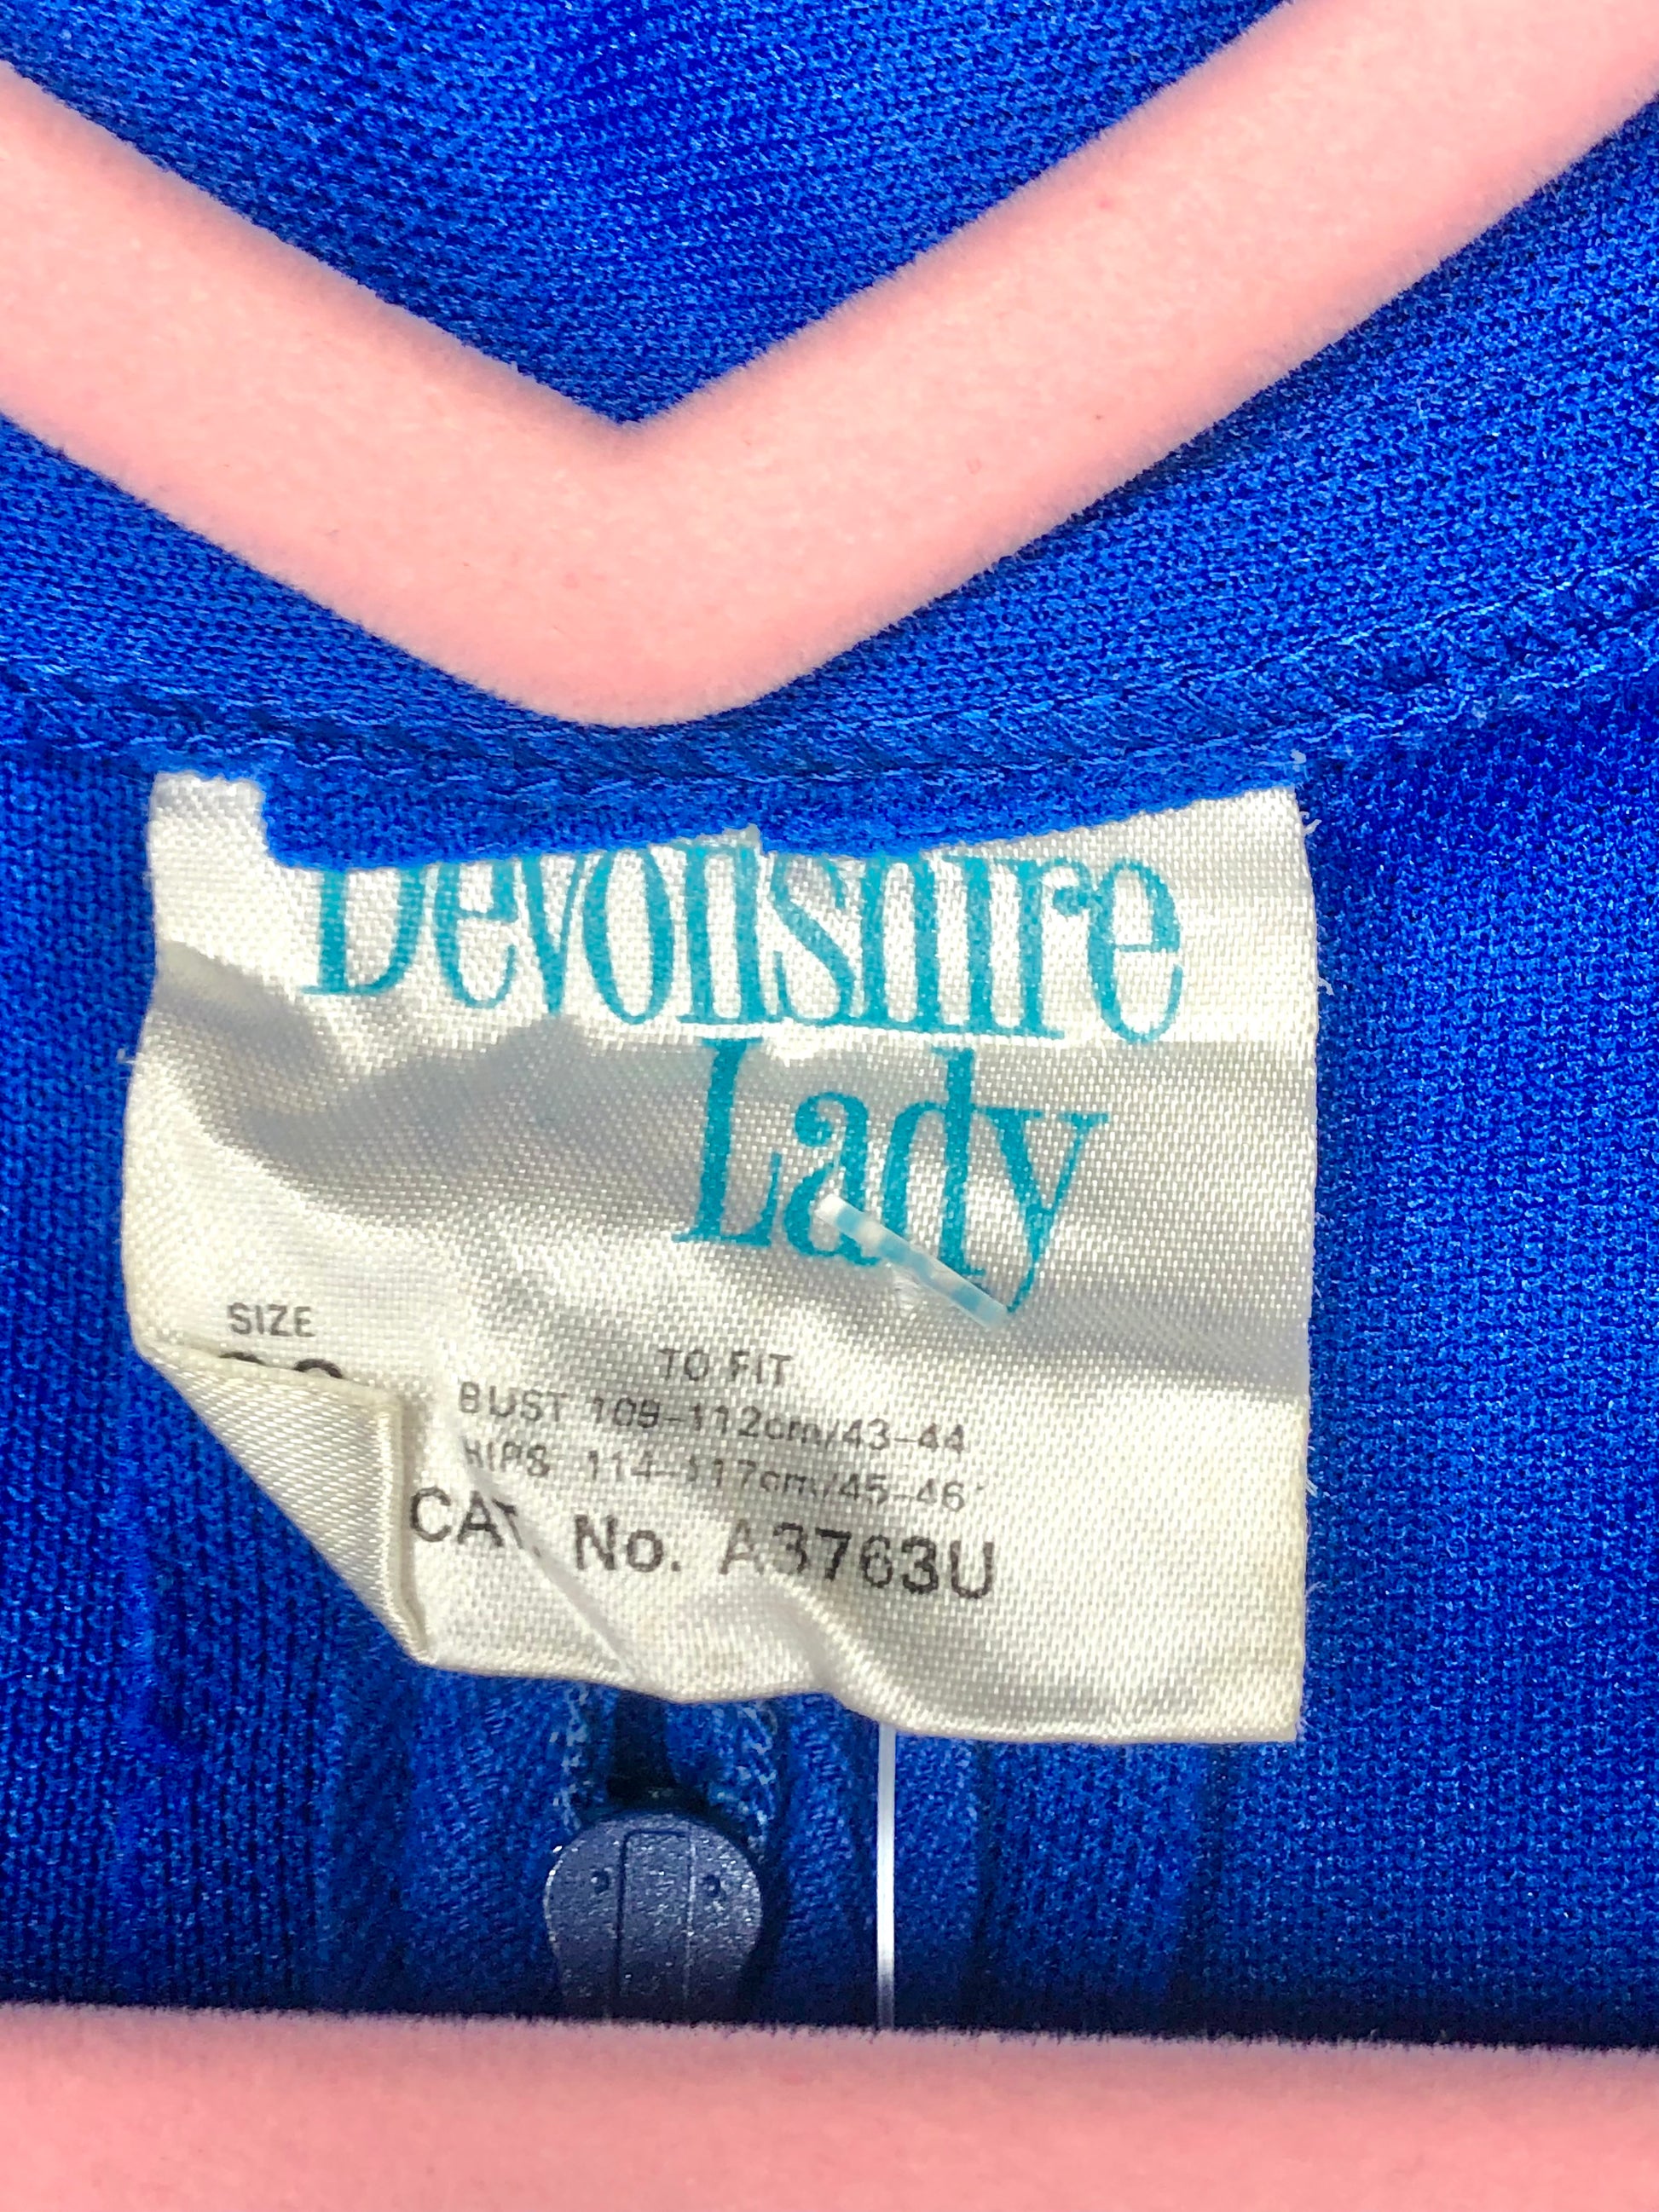 Devonshire
Lady
SIZE
TO FIT
BUST 109-112cm/43-44
HIPS 114-117cm/45-46"
CAT. No. A3763U